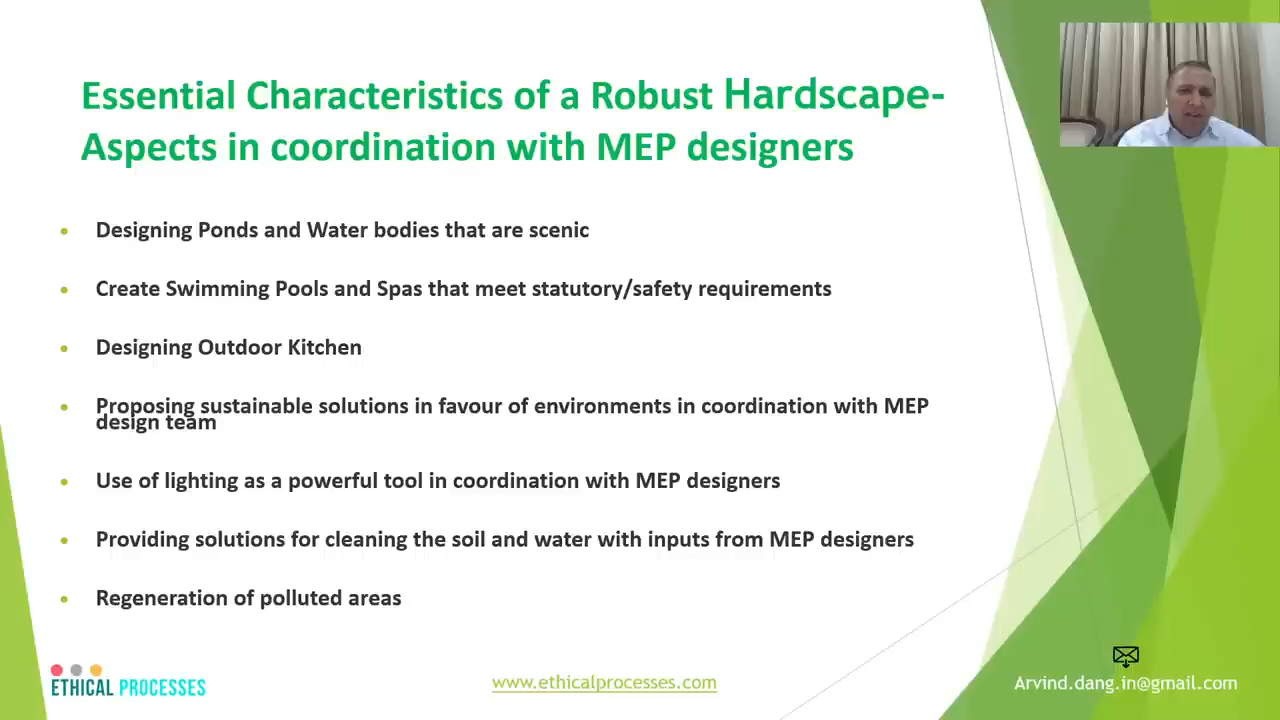 Essential Characteristics of a Robust Hardscape-
Aspects in coordination with MEP designers
Designing Ponds and Water bodies that are scenic
Create Swimming Pools and Spas that meet statutory/safety requirements
Designing Outdoor Kitchen
Proposing sustainable solutions in favour of environments in coordination with MEP
design team
Use of lighting as a powerful tool in coordination with MEP designers
Providing solutions for cleaning the soil and water with inputs from MEP designers
Regeneration of polluted areas
ETHICAL PROCESSES
www.ethicalprocesses.com
Arvind.dang.in@gmail.com